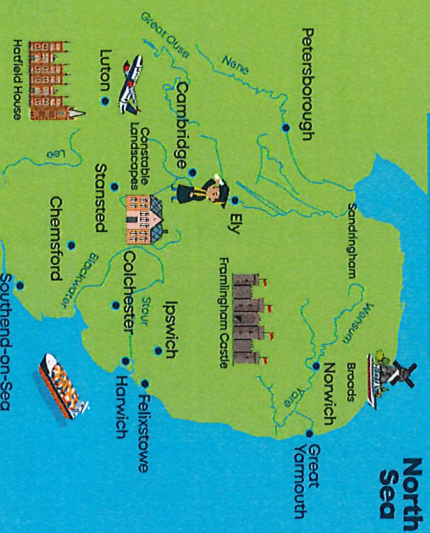 North
Sea
Great Ouse
Nene
Peterborough
Sandringham
Wensum
Broads
Norwich
Yare
Great
Yarmouth
Ely
Cambridge
Framlingham Castle
Luton
Constable
Landscapes
Stansted
Stour
Ipswich
Colchester
Felixstowe
Harwich
Hatfield House
Lee
Chemsford
Blackwater
Southend-on-Sea